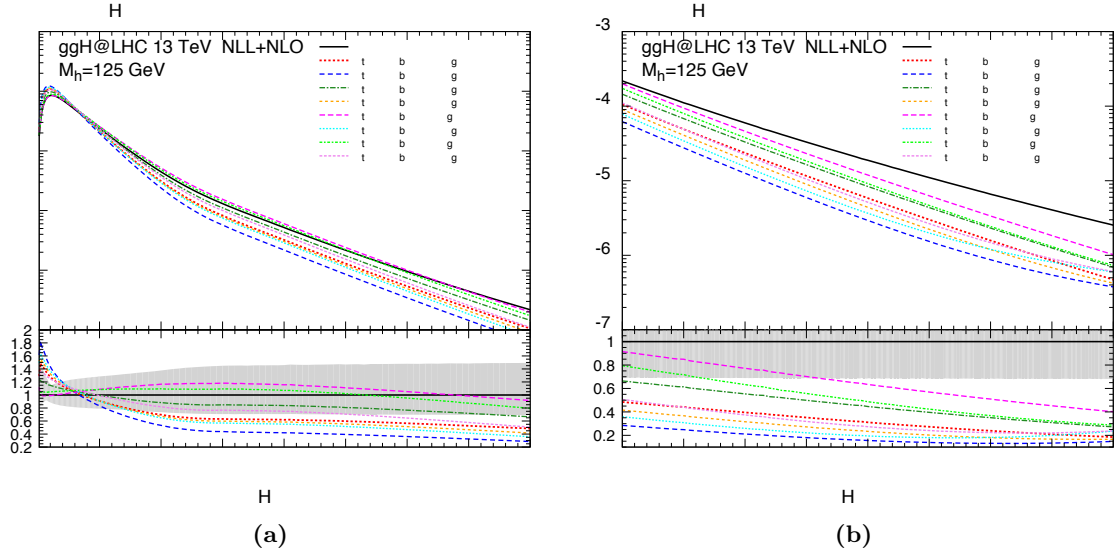 H
ggH@LHC 13 TeV NLL+NLO
M_h=125 GeV
t b g
t b g
t b g
t b g
t b g
t b g
t b g
t b g
2
1.8
1.6
1.4
1.2
1
0.8
0.6
0.4
0.2
H
(a)
H
-3
ggH@LHC 13 TeV NLL+NLO
M_h=125 GeV
t b g
t b g
t b g
t b g
t b g
t b g
t b g
t b g
-4
-5
-6
-7
1
0.8
0.6
0.4
0.2
H
(b)